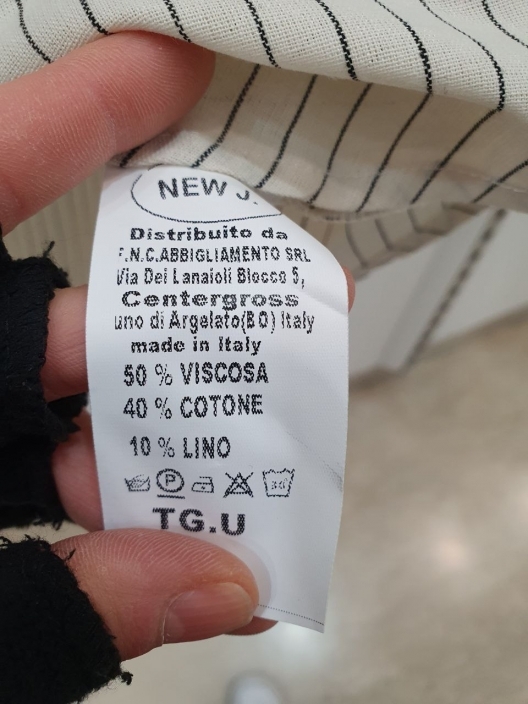 NEW J.
Distribuito da
F.N.C.ABBIGLIAMENTO SRL
Via Dei Lanaioli Blocco 5,
Centergross
uno di Argelato(BO) Italy
made in Italy
50 % VISCOSA
40 % COTONE
10 % LINO
P 30
TG.U